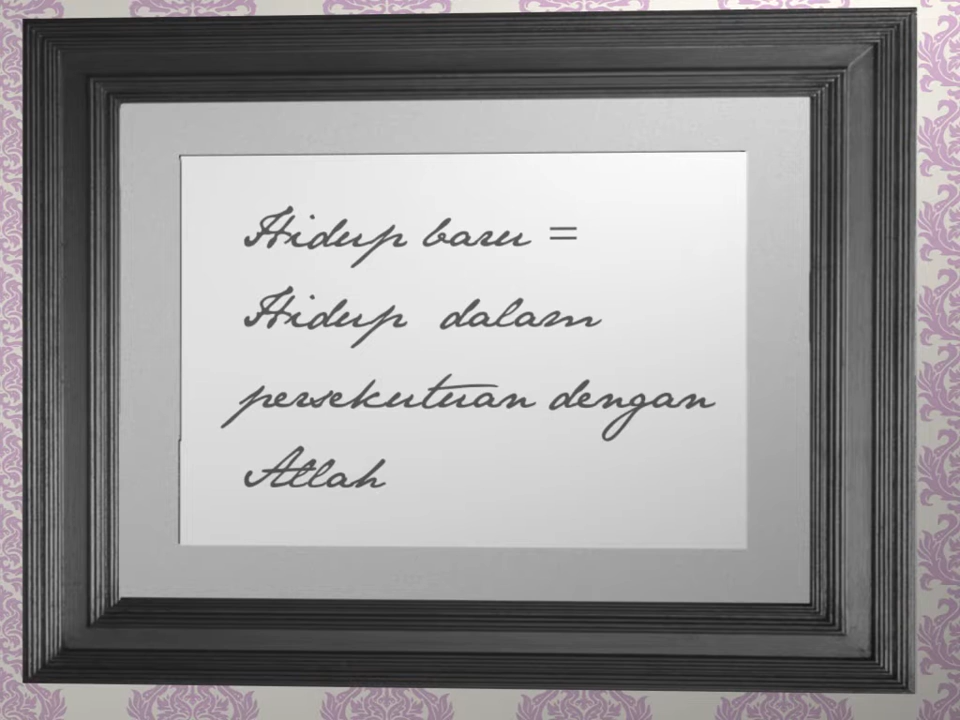 Hidup baru =
Hidup dalam
persekutuan dengan
Allah